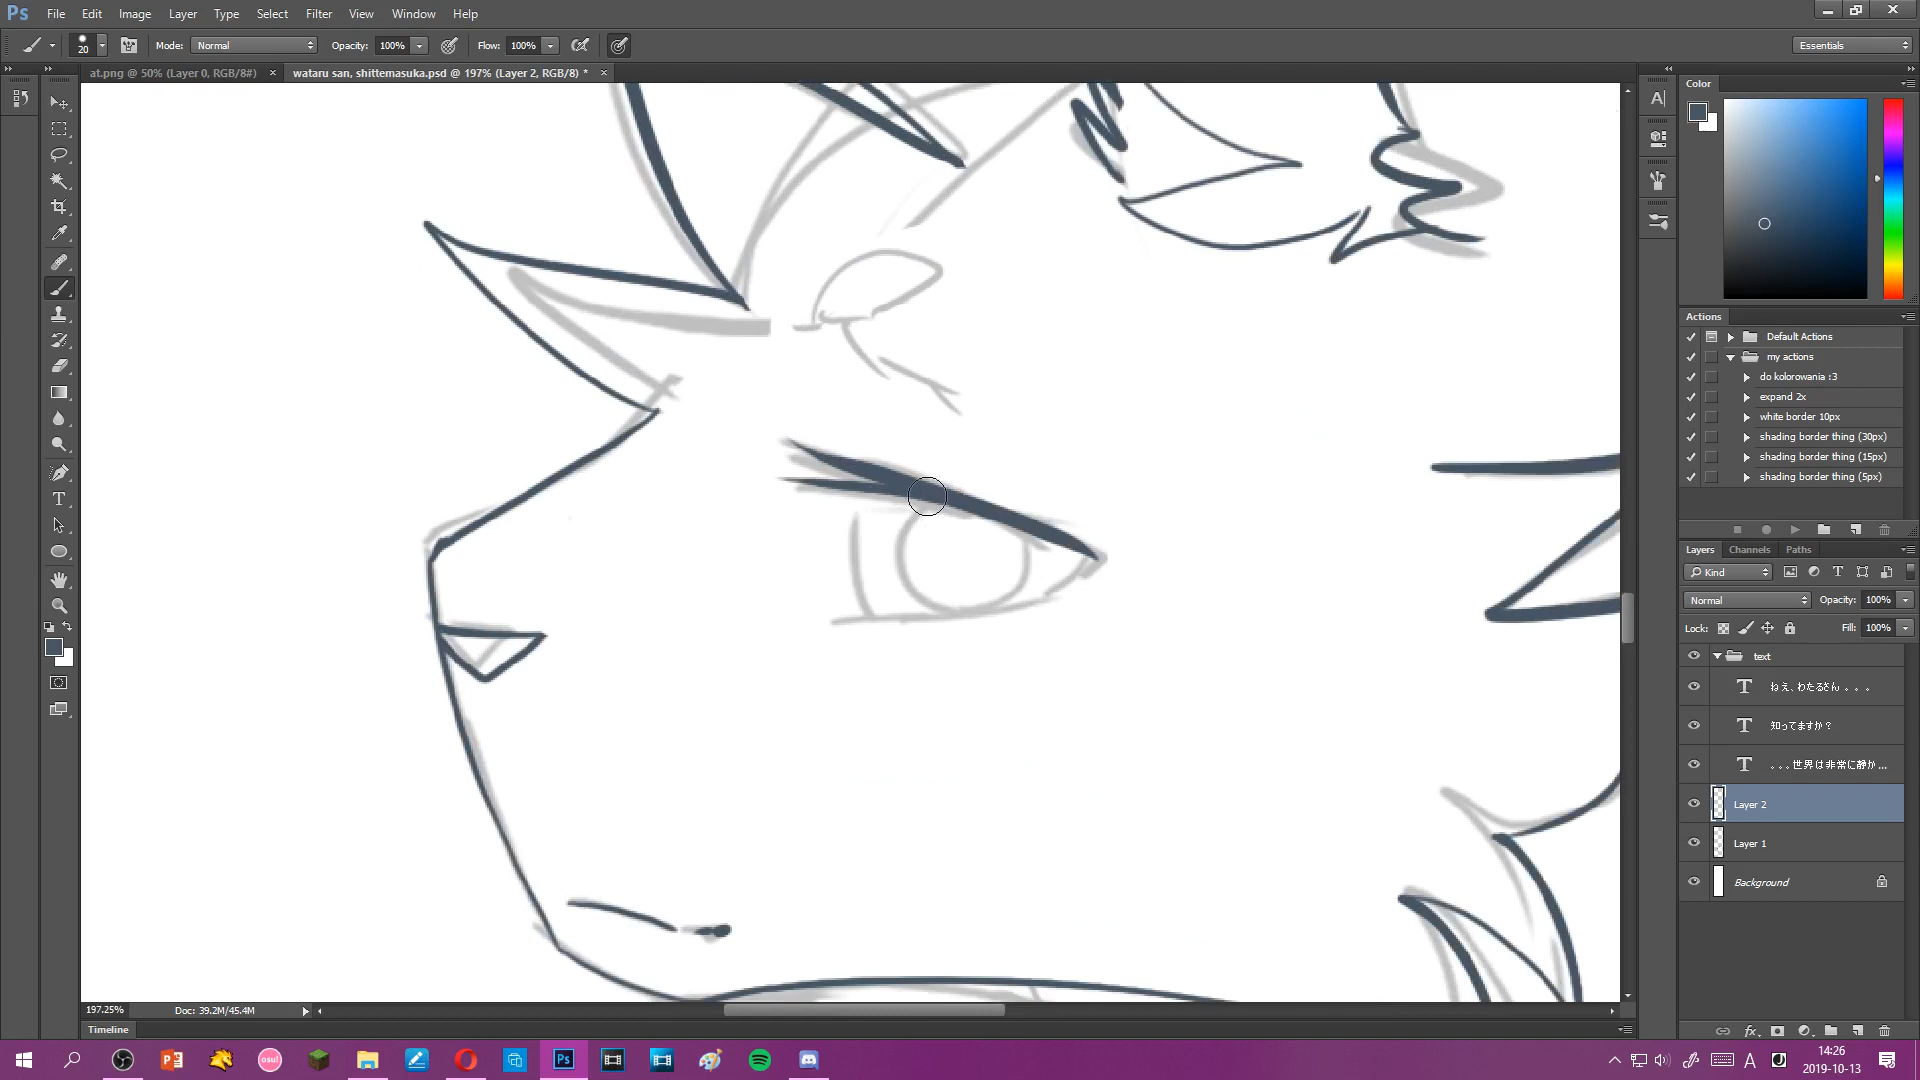 Ps File Edit Image Layer Type Select Filter View Window Help
20 Mode: Normal Opacity: 100% Flow: 100% Essentials
at.png @ 50% (Layer 0, RGB/8#) × wataru san, shittemasuka.psd @ 197% (Layer 2, RGB/8) * ×
Color
Actions
Default Actions
my actions
do kolorowania :3
expand 2x
white border 10px
shading border thing (30px)
shading border thing (15px)
shading border thing (5px)
Layers Channels Paths
Kind
Normal Opacity: 100%
Lock: Fill: 100%
text
ねえ、わたるさん。。。
知ってますか？
。。。世界は非常に静か...
Layer 2
Layer 1
Background
197.25% Doc: 39.2M/45.4M
Timeline
osu!
Ps
14:26
2019-10-13